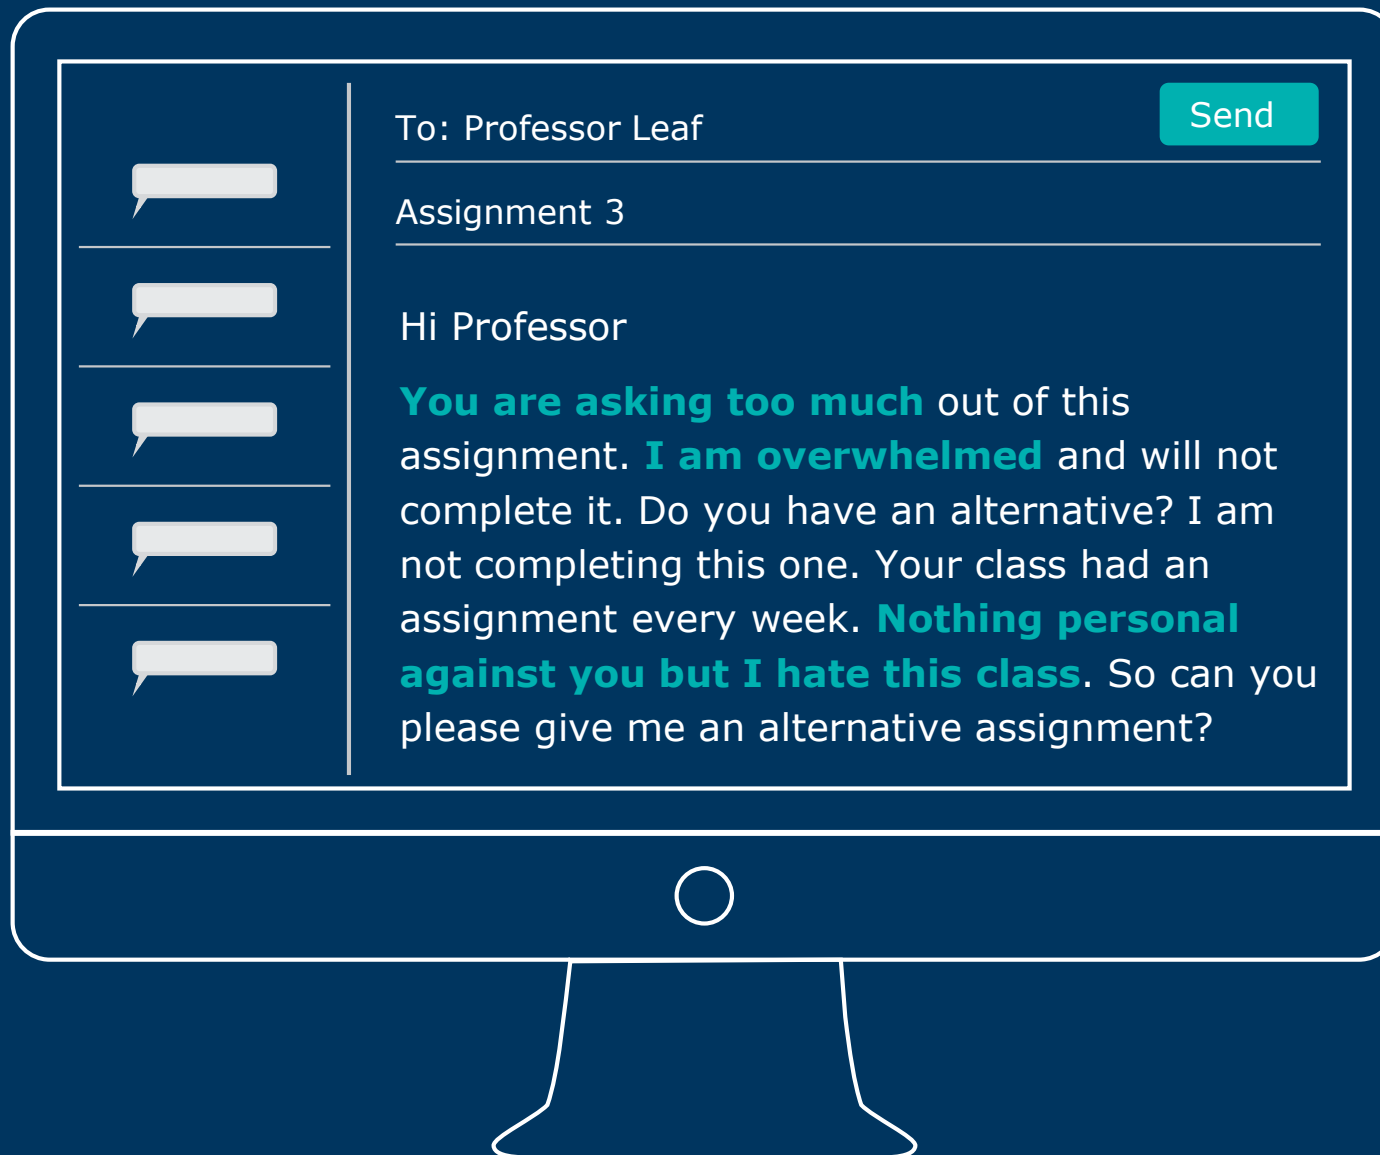 To: Professor Leaf
Send
Assignment 3
Hi Professor
You are asking too much out of this
assignment. I am overwhelmed and will not
complete it. Do you have an alternative? I am
not completing this one. Your class had an
assignment every week. Nothing personal
against you but I hate this class. So can you
please give me an alternative assignment?